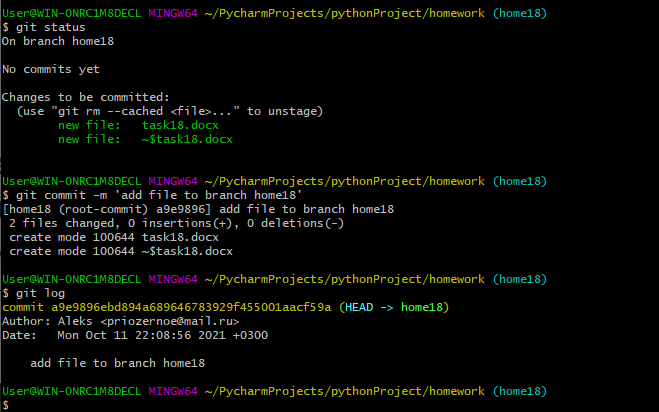 User@WIN-ONRC1M8DECL MINGW64 ~/PycharmProjects/pythonProject/homework (home18)
$ git status
On branch home18
No commits yet
Changes to be committed:
  (use "git rm --cached <file>..." to unstage)
        new file:   task18.docx
        new file:   ~$task18.docx
User@WIN-ONRC1M8DECL MINGW64 ~/PycharmProjects/pythonProject/homework (home18)
$ git commit -m 'add file to branch home18'
[home18 (root-commit) a9e9896] add file to branch home18
 2 files changed, 0 insertions(+), 0 deletions(-)
 create mode 100644 task18.docx
 create mode 100644 ~$task18.docx
User@WIN-ONRC1M8DECL MINGW64 ~/PycharmProjects/pythonProject/homework (home18)
$ git log
commit a9e9896ebd894a689646783929f455001aacf59a (HEAD -> home18)
Author: Aleks <priozernoe@mail.ru>
Date:   Mon Oct 11 22:08:56 2021 +0300
    add file to branch home18
User@WIN-ONRC1M8DECL MINGW64 ~/PycharmProjects/pythonProject/homework (home18)
$